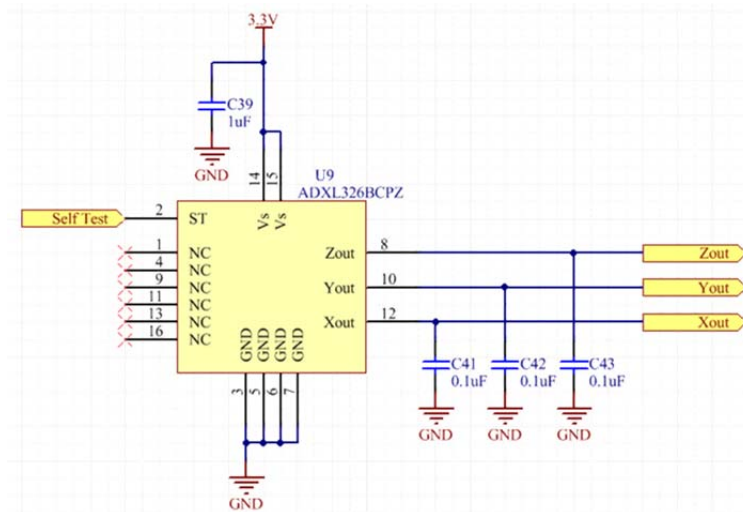 3.3V
C39
1uF
GND
U9
ADXL326BCPZ
14
15
Vs
Vs
Self Test
2
ST
1
NC
4
NC
9
NC
11
NC
13
NC
16
NC
Zout
8
Zout
Yout
10
Yout
Xout
12
Xout
GND
GND
GND
GND
3
5
6
7
GND
C41
0.1uF
GND
C42
0.1uF
GND
C43
0.1uF
GND